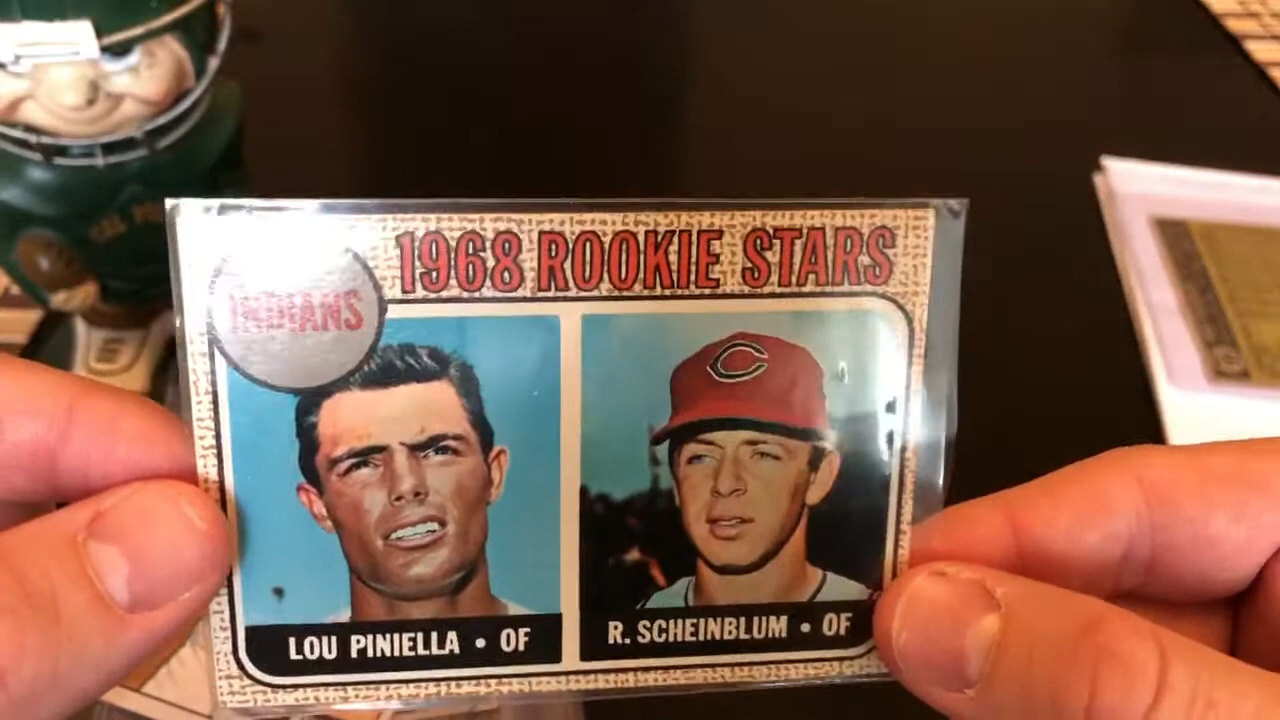 1968 ROOKIE STARS
INDIANS
C
LOU PINIELLA • OF
R. SCHEINBLUM • OF